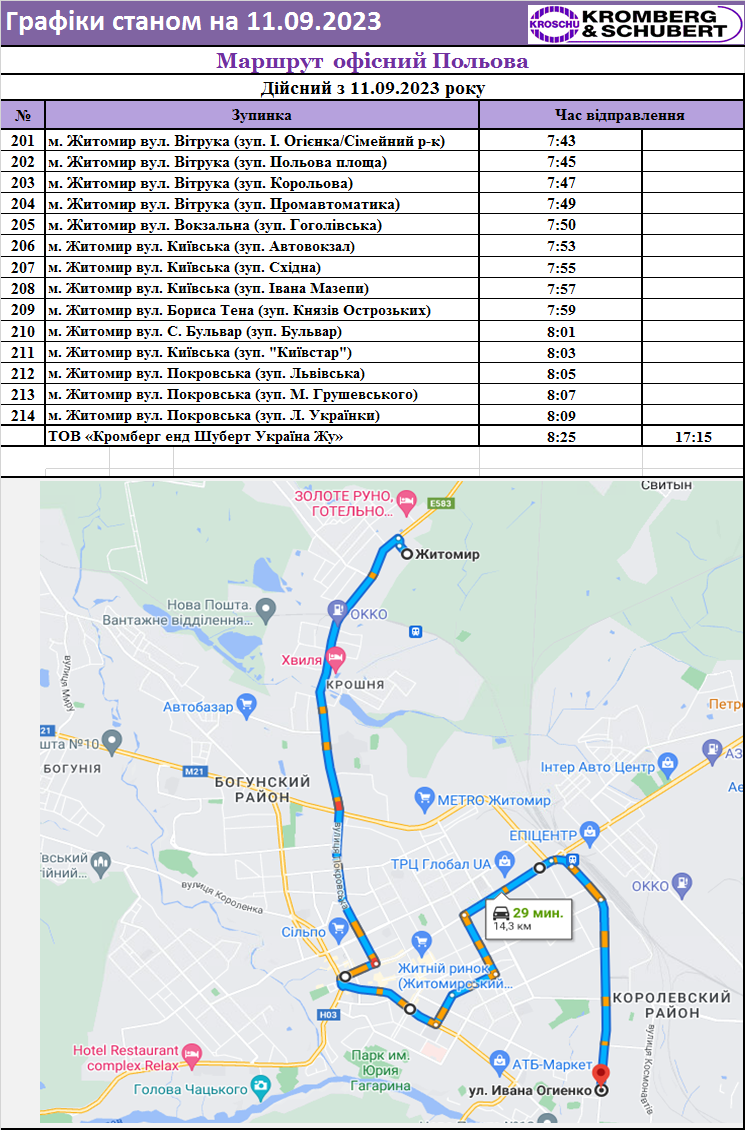 Графіки станом на 11.09.2023
KROSCHU KROMBERG & SCHUBERT
Маршрут офісний Польова
Дійсний з 11.09.2023 року
№ Зупинка Час відправлення
201 м. Житомир вул. Вітрука (зуп. І. Огієнка/Сімейний р-к) 7:43
202 м. Житомир вул. Вітрука (зуп. Польова площа) 7:45
203 м. Житомир вул. Вітрука (зуп. Корольова) 7:47
204 м. Житомир вул. Вітрука (зуп. Промавтоматика) 7:49
205 м. Житомир вул. Вокзальна (зуп. Гоголівська) 7:50
206 м. Житомир вул. Київська (зуп. Автовокзал) 7:53
207 м. Житомир вул. Київська (зуп. Східна) 7:55
208 м. Житомир вул. Київська (зуп. Івана Мазепи) 7:57
209 м. Житомир вул. Бориса Тена (зуп. Князів Острозьких) 7:59
210 м. Житомир вул. С. Бульвар (зуп. Бульвар) 8:01
211 м. Житомир вул. Київська (зуп. "Київстар") 8:03
212 м. Житомир вул. Покровська (зуп. Львівська) 8:05
213 м. Житомир вул. Покровська (зуп. М. Грушевського) 8:07
214 м. Житомир вул. Покровська (зуп. Л. Українки) 8:09
ТОВ «Кромберг енд Шуберт Україна Жу» 8:25 17:15
Свитын
ЗОЛОТЕ РУНО,
ГОТЕЛЬНО...
E583
Житомир
Нова Пошта.
Вантажне відділення...
ОККО
Хвиля
КРОШНЯ
вулиця Миру
Автобазар
Петро
21
шта №10
БОГУНІЯ
M21
АЗ
Інтер Авто Центр
Ае
БОГУНСКИЙ
РАЙОН
METRO Житомир
ЕПІЦЕНТР
вулиця Покровська
ївський
гійний...
ТРЦ Глобал UA
ОККО
вулиця Короленка
29 мин.
14,3 км
Сільпо
Житній ринок
(Житомирський...
КОРОЛЕВСКИЙ
РАЙОН
H03
вулиця Космонавтів
Hotel Restaurant
complex Relax
Парк им.
Юрия
Гагарина
АТБ-Маркет
Голова Чацького
ул. Ивана Огиенко